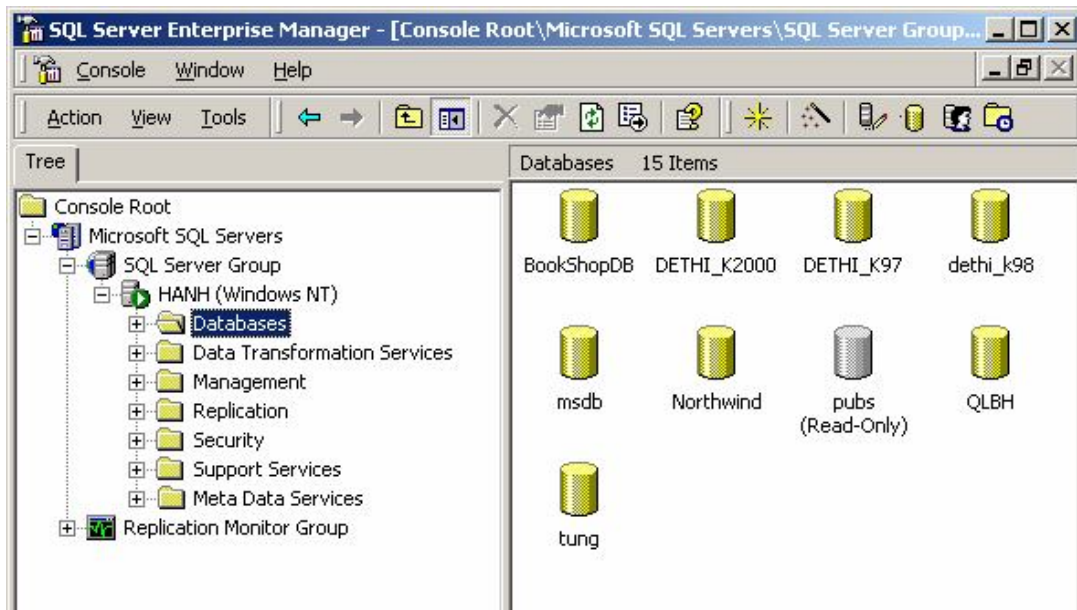 SQL Server Enterprise Manager - [Console Root\Microsoft SQL Servers\SQL Server Group...
Console Window Help
Action View Tools
Tree
Databases 15 Items
Console Root
Microsoft SQL Servers
SQL Server Group
HANH (Windows NT)
Databases
Data Transformation Services
Management
Replication
Security
Support Services
Meta Data Services
Replication Monitor Group
BookShopDB DETHI_K2000 DETHI_K97 dethi_k98
msdb Northwind pubs QLBH
(Read-Only)
tung